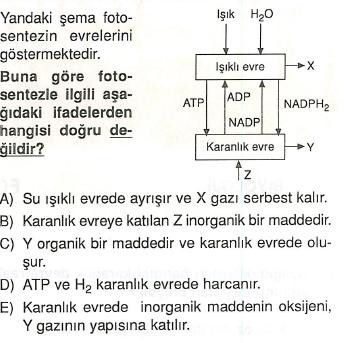 Yandaki şema foto-
sentezin evrelerini
göstermektedir.
Buna göre foto-
sentezle ilgili aşa-
ğıdaki ifadelerden
hangisi doğru de-
ğildir?
Işık H₂O
Işıklı evre
X
ATP
ADP
NADP
NADPH₂
Karanlık evre
Y
Z
A) Su ışıklı evrede ayrışır ve X gazı serbest kalır.
B) Karanlık evreye katılan Z inorganik bir maddedir.
C) Y organik bir maddedir ve karanlık evrede olu-
şur.
D) ATP ve H₂ karanlık evrede harcanır.
E) Karanlık evrede inorganik maddenin oksijeni,
Y gazının yapısına katılır.